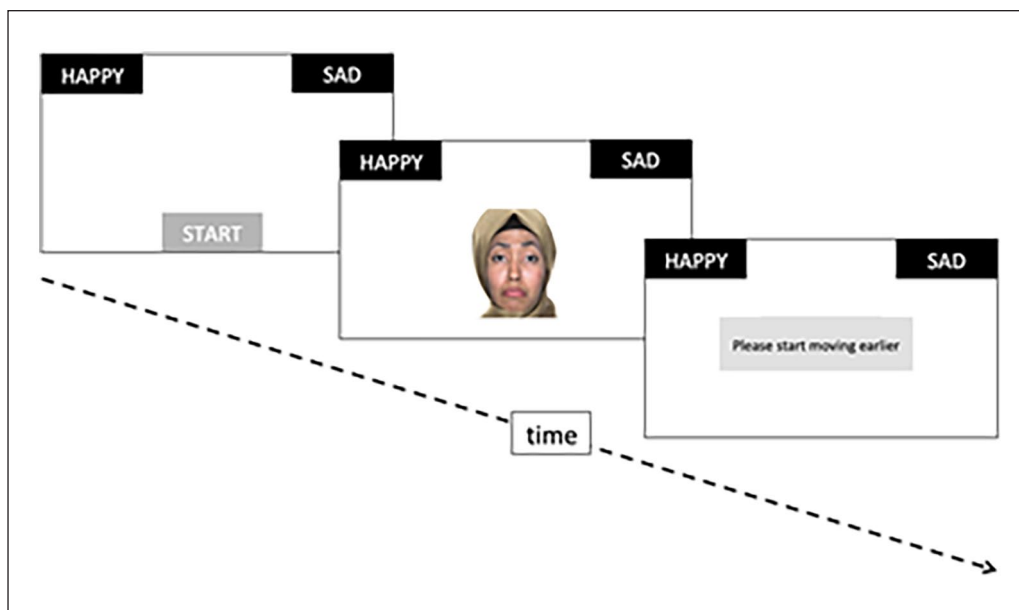 HAPPY
SAD
START
HAPPY
SAD
HAPPY
SAD
Please start moving earlier
time